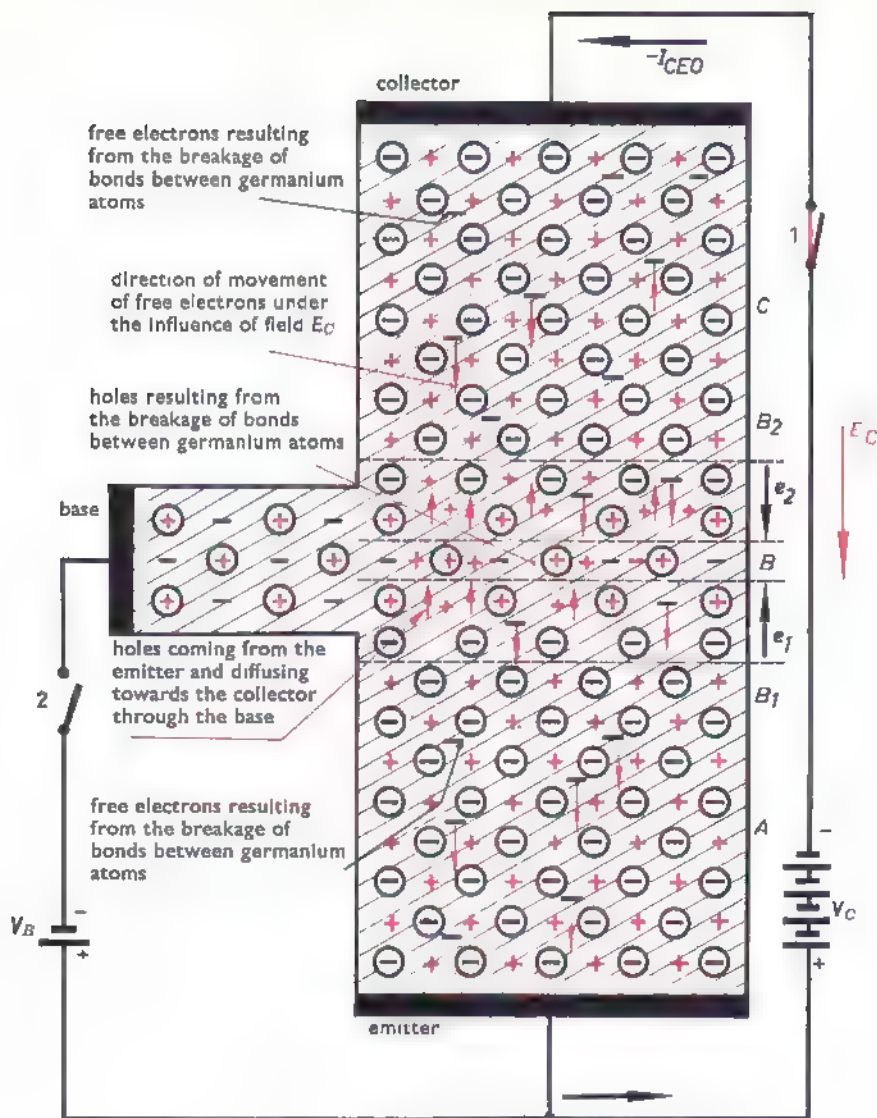 -I_CEO
collector
free electrons resulting
from the breakage of
bonds between germanium
atoms
1
direction of movement
of free electrons under
the influence of field E_C
C
holes resulting from
the breakage of bonds
between germanium atoms
B_2
E_C
base
e_2
B
e_1
holes coming from the
emitter and diffusing
towards the collector
through the base
2
B_1
free electrons resulting
from the breakage of
bonds between germanium
atoms
A
V_B
-
+
-
V_C
+
emitter